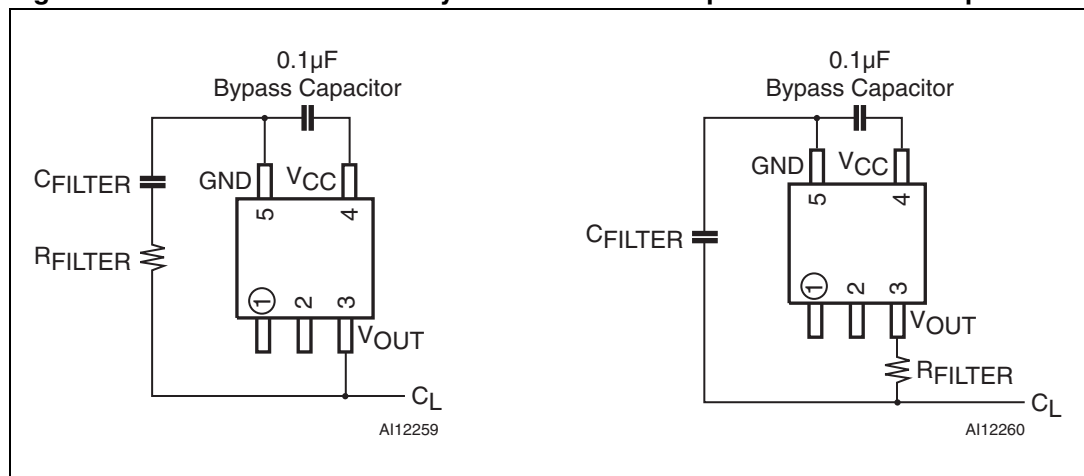 0.1µF
Bypass Capacitor
CFILTER
GND
VCC
5
4
RFILTER
1
2
3
VOUT
CL
AI12259
0.1µF
Bypass Capacitor
GND
VCC
5
4
CFILTER
1
2
3
VOUT
RFILTER
CL
AI12260